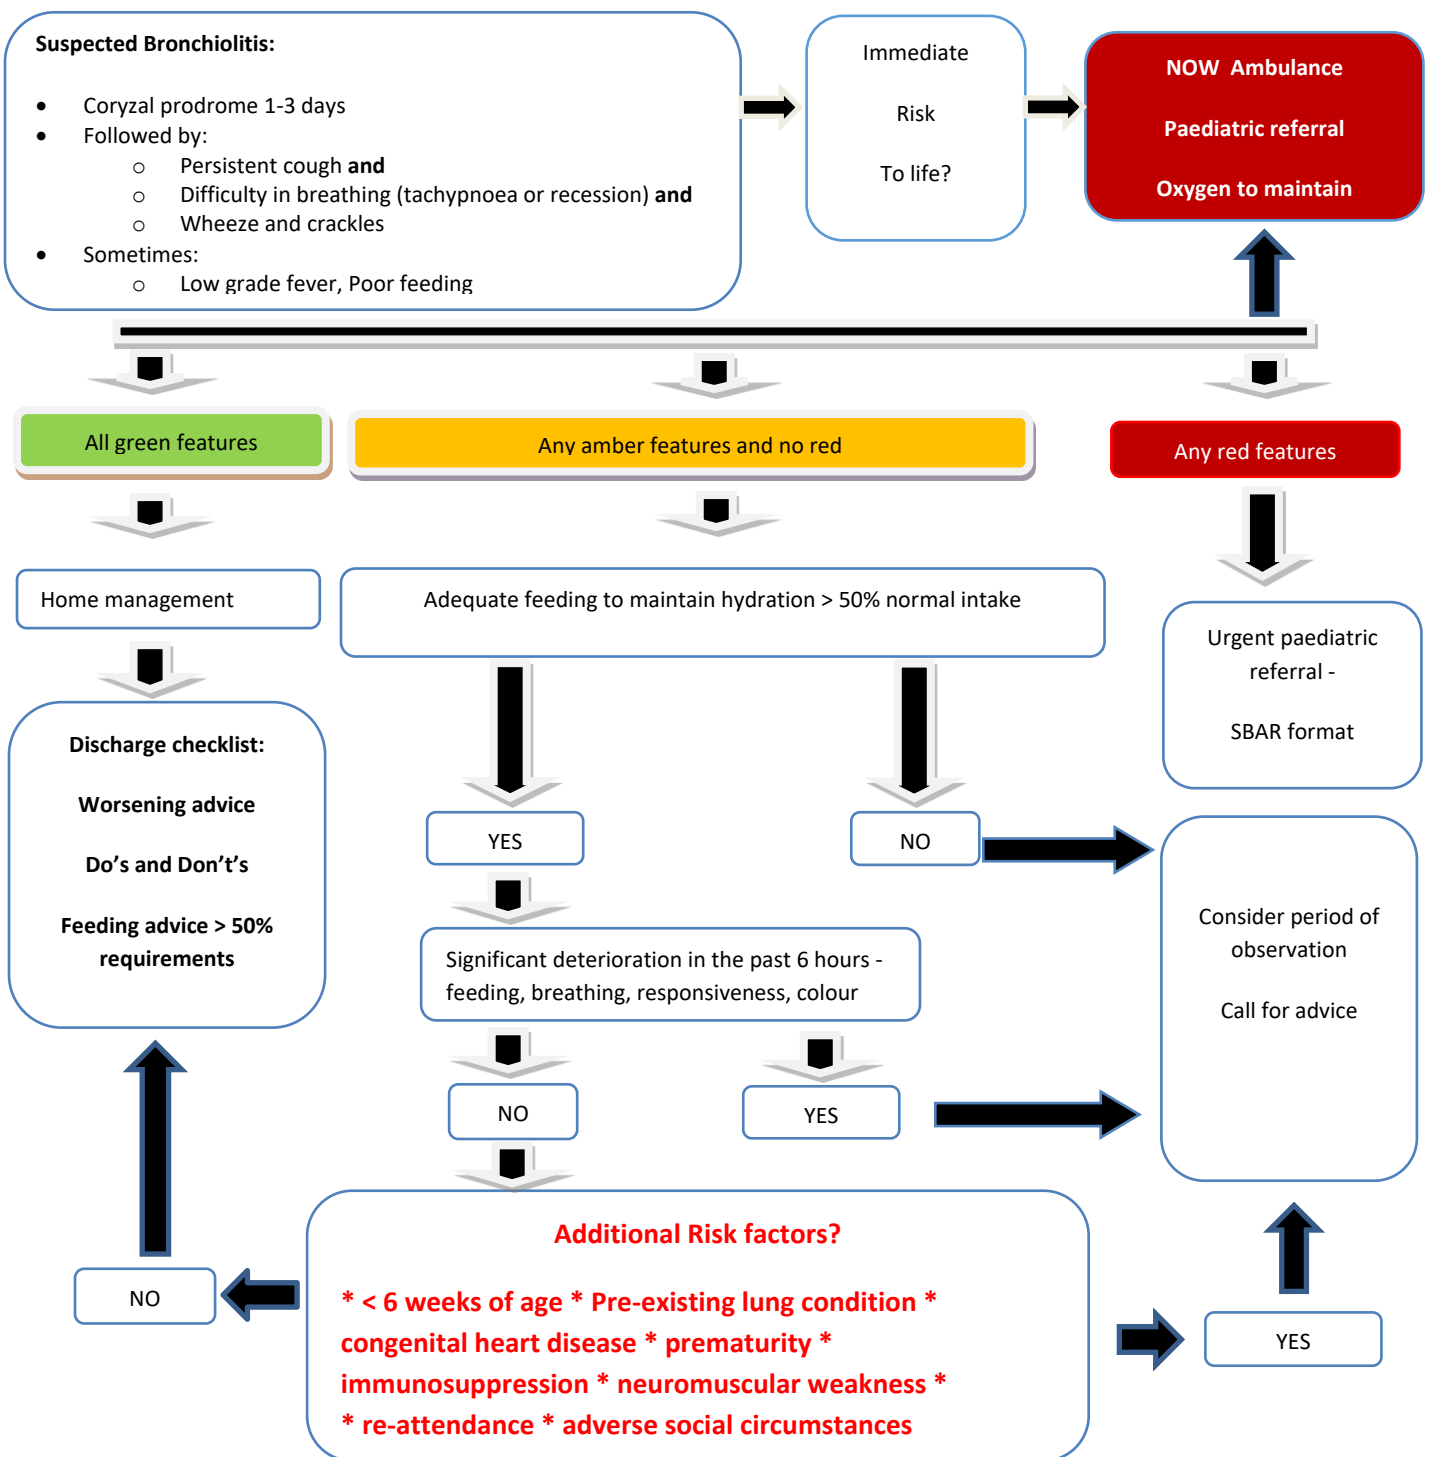 Suspected Bronchiolitis:
• Coryzal prodrome 1-3 days
• Followed by:
o Persistent cough and
o Difficulty in breathing (tachypnoea or recession) and
o Wheeze and crackles
• Sometimes:
o Low grade fever, Poor feeding
Immediate
Risk
To life?
NOW Ambulance
Paediatric referral
Oxygen to maintain
All green features
Any amber features and no red
Any red features
Home management
Adequate feeding to maintain hydration > 50% normal intake
Urgent paediatric
referral -
SBAR format
Discharge checklist:
Worsening advice
Do’s and Don’t’s
Feeding advice > 50%
requirements
YES
NO
Consider period of
observation
Call for advice
Significant deterioration in the past 6 hours -
feeding, breathing, responsiveness, colour
NO
YES
Additional Risk factors?
* < 6 weeks of age * Pre-existing lung condition *
congenital heart disease * prematurity *
immunosuppression * neuromuscular weakness *
* re-attendance * adverse social circumstances
NO
YES